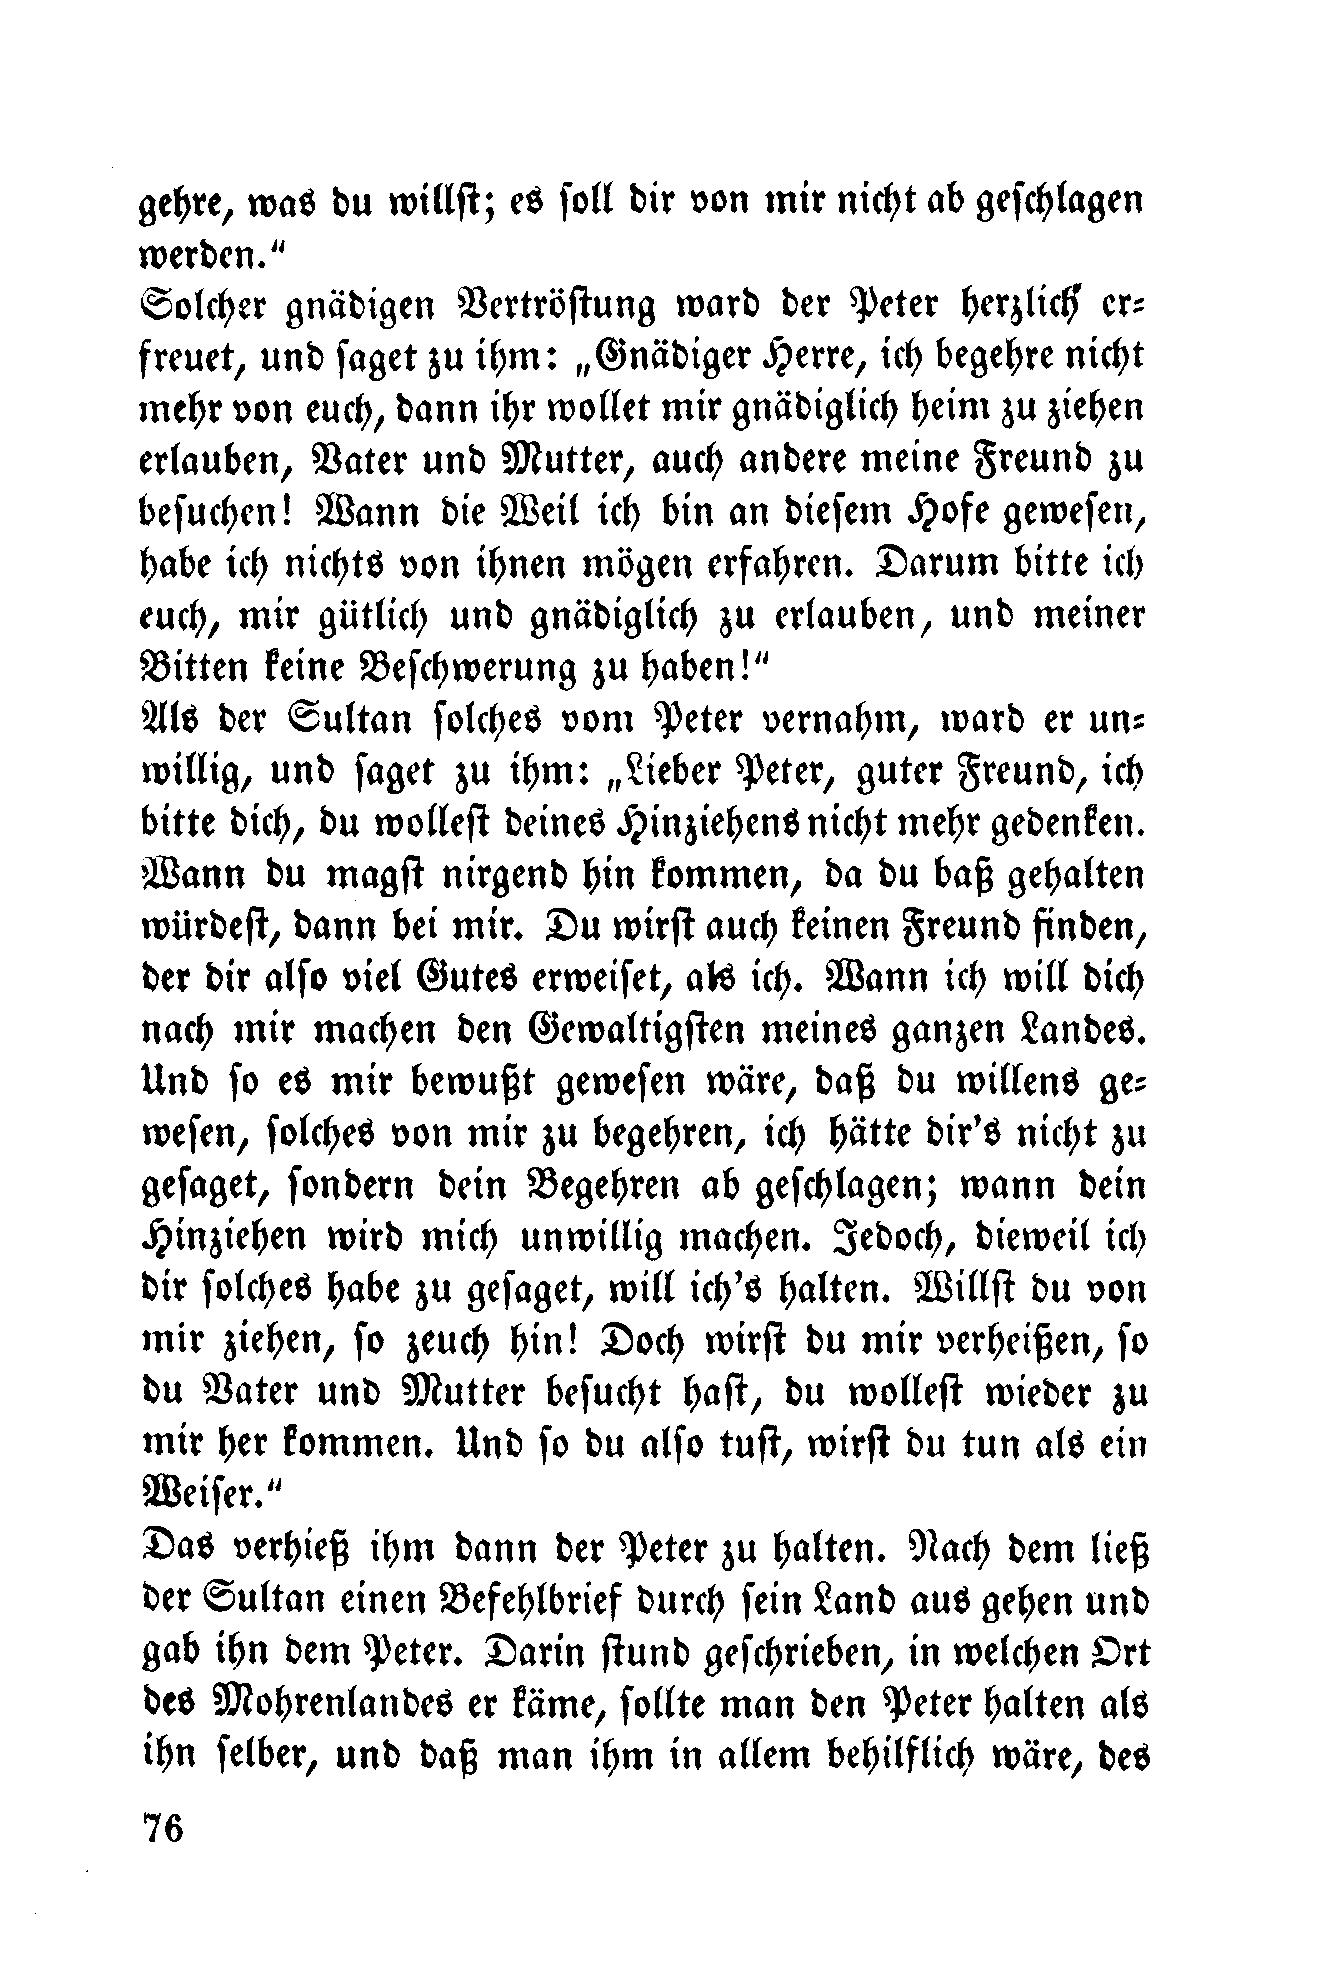 gehre, was du willst; es soll dir von mir nicht ab geschlagen
werden.“
Solcher gnädigen Vertröstung ward der Peter herzlich er-
freuet, und saget zu ihm: „Gnädiger Herre, ich begehre nicht
mehr von euch, dann ihr wollet mir gnädiglich heim zu ziehen
erlauben, Vater und Mutter, auch andere meine Freund zu
besuchen! Wann die Weil ich bin an diesem Hofe gewesen,
habe ich nichts von ihnen mögen erfahren. Darum bitte ich
euch, mir gütlich und gnädiglich zu erlauben, und meiner
Bitten keine Beschwerung zu haben!“
Als der Sultan solches vom Peter vernahm, ward er un-
willig, und saget zu ihm: „Lieber Peter, guter Freund, ich
bitte dich, du wollest deines Hinziehens nicht mehr gedenken.
Wann du magst nirgend hin kommen, da du baß gehalten
würdest, dann bei mir. Du wirst auch keinen Freund finden,
der dir also viel Gutes erweiset, als ich. Wann ich will dich
nach mir machen den Gewaltigsten meines ganzen Landes.
Und so es mir bewußt gewesen wäre, daß du willens ge-
wesen, solches von mir zu begehren, ich hätte dir's nicht zu
gesaget, sondern dein Begehren ab geschlagen; wann dein
Hinziehen wird mich unwillig machen. Jedoch, dieweil ich
dir solches habe zu gesaget, will ich's halten. Willst du von
mir ziehen, so zeuch hin! Doch wirst du mir verheißen, so
du Vater und Mutter besucht hast, du wollest wieder zu
mir her kommen. Und so du also tust, wirst du tun als ein
Weiser.“
Das verhieß ihm dann der Peter zu halten. Nach dem ließ
der Sultan einen Befehlbrief durch sein Land aus gehen und
gab ihn dem Peter. Darin stund geschrieben, in welchen Ort
des Mohrenlandes er käme, sollte man den Peter halten als
ihn selber, und daß man ihm in allem behilflich wäre, des
76